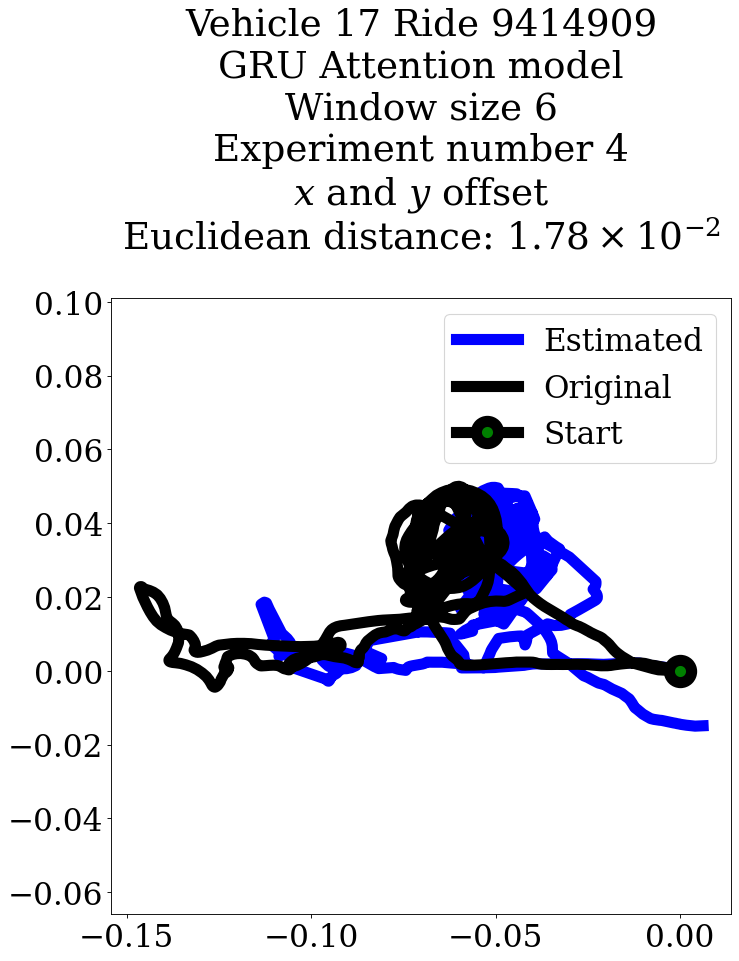 Vehicle 17 Ride 9414909
GRU Attention model
Window size 6
Experiment number 4
x and y offset
Euclidean distance: 1.78 × 10⁻²
Estimated
Original
Start
0.10
0.08
0.06
0.04
0.02
0.00
−0.02
−0.04
−0.06
−0.15 −0.10 −0.05 0.00